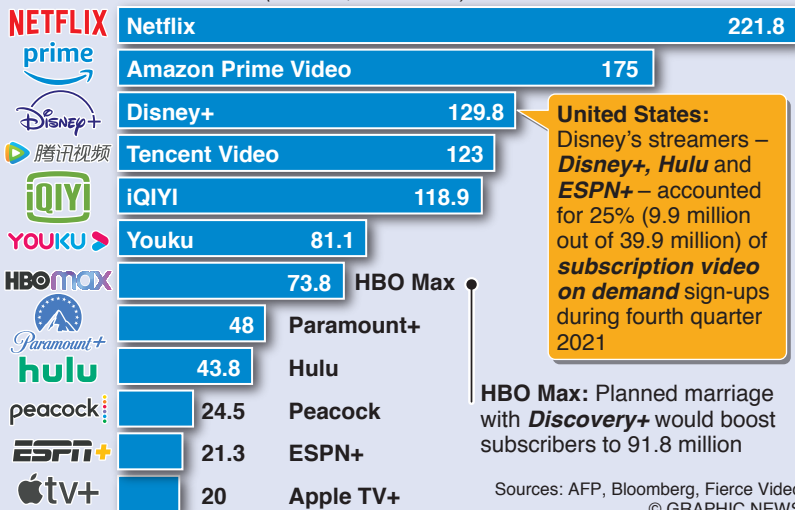 NETFLIX
Netflix
221.8
prime
Amazon Prime Video
175
Disney+
Disney+
129.8
腾讯视频
Tencent Video
123
iQIYI
iQIYI
118.9
YOUKU
Youku
81.1
HBOmax
73.8
HBO Max
Paramount+
48
Paramount+
hulu
43.8
Hulu
peacock
24.5
Peacock
ESPN+
21.3
ESPN+
tv+
20
Apple TV+
United States:
Disney's streamers –
Disney+, Hulu and
ESPN+ – accounted
for 25% (9.9 million
out of 39.9 million) of
subscription video
on demand sign-ups
during fourth quarter
2021
HBO Max: Planned marriage
with Discovery+ would boost
subscribers to 91.8 million
Sources: AFP, Bloomberg, Fierce Video
© GRAPHIC NEWS